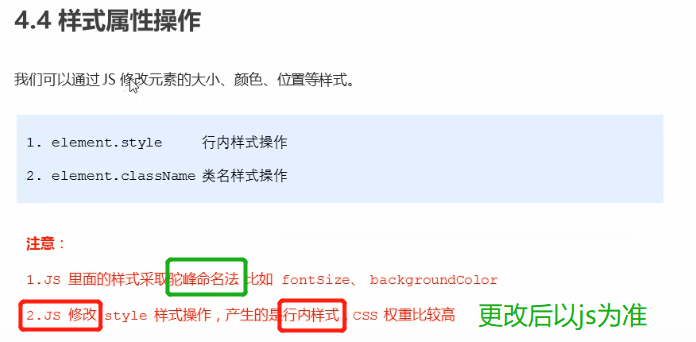 4.4 样式属性操作
我们可以通过 JS 修改元素的大小、颜色、位置等样式。
1. element.style 行内样式操作
2. element.className 类名样式操作
注意：
1.JS 里面的样式采取驼峰命名法 比如 fontSize、 backgroundColor
2.JS 修改 style 样式操作，产生的是行内样式，CSS 权重比较高 更改后以js为准